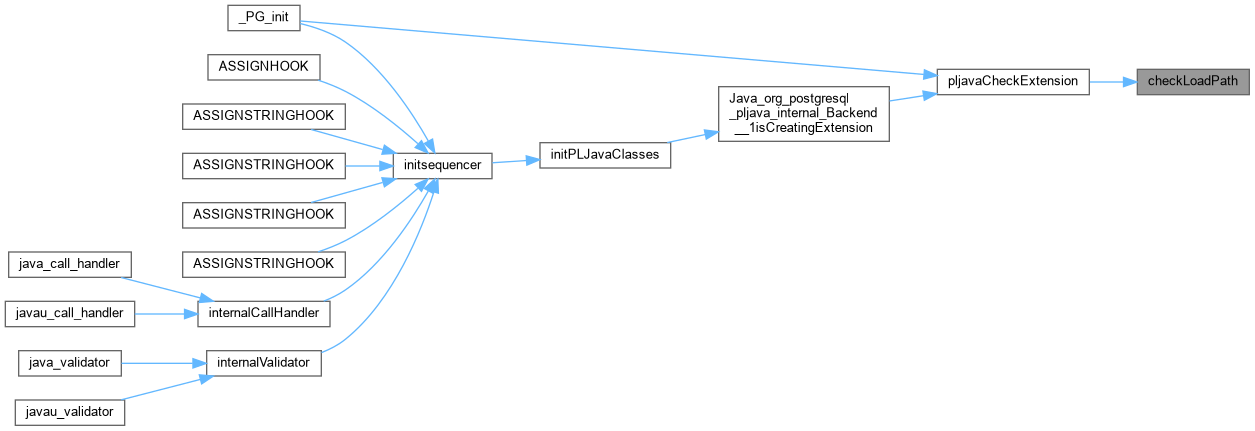 _PG_init
ASSIGNHOOK
ASSIGNSTRINGHOOK
ASSIGNSTRINGHOOK
ASSIGNSTRINGHOOK
ASSIGNSTRINGHOOK
java_call_handler
javau_call_handler
internalCallHandler
java_validator
internalValidator
javau_validator
initsequencer
initPLJavaClasses
Java_org_postgresql
_pljava_internal_Backend
__1isCreatingExtension
pljavaCheckExtension
checkLoadPath